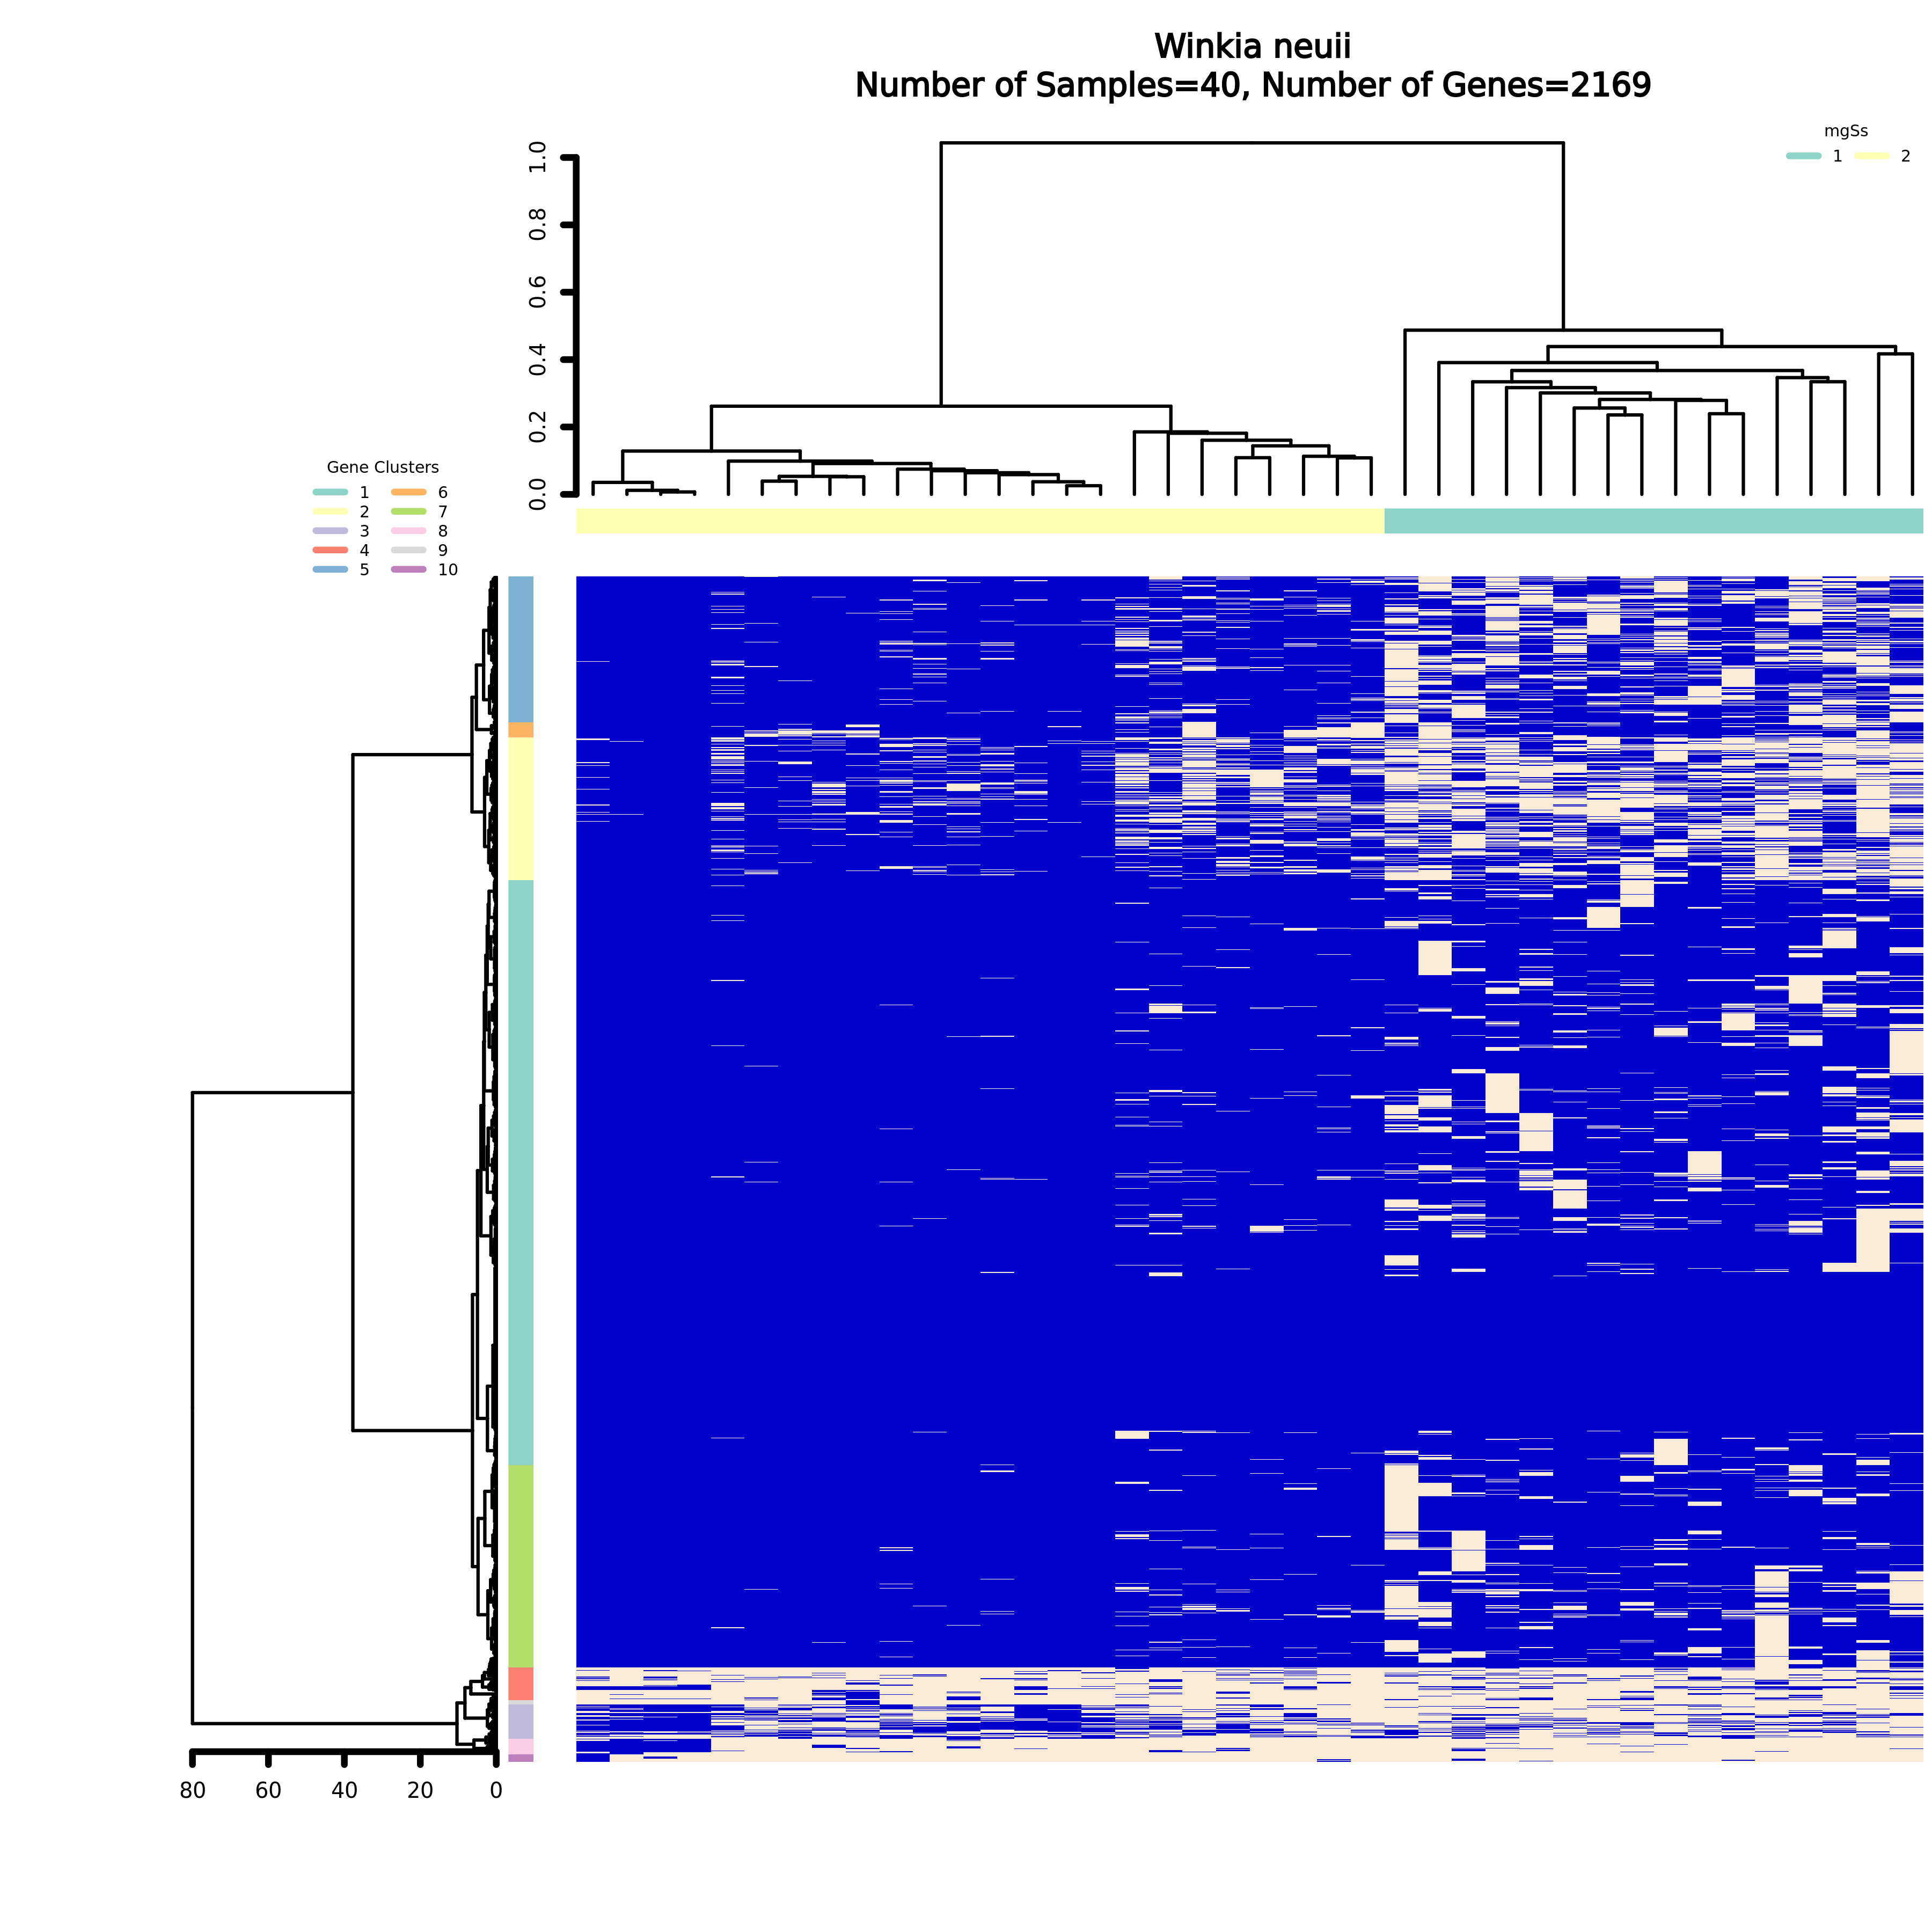 Winkia neuii
Number of Samples=40, Number of Genes=2169
mgSs
1 2
1.0
0.8
0.6
0.4
0.2
0.0
Gene Clusters
1 6
2 7
3 8
4 9
5 10
80 60 40 20 0